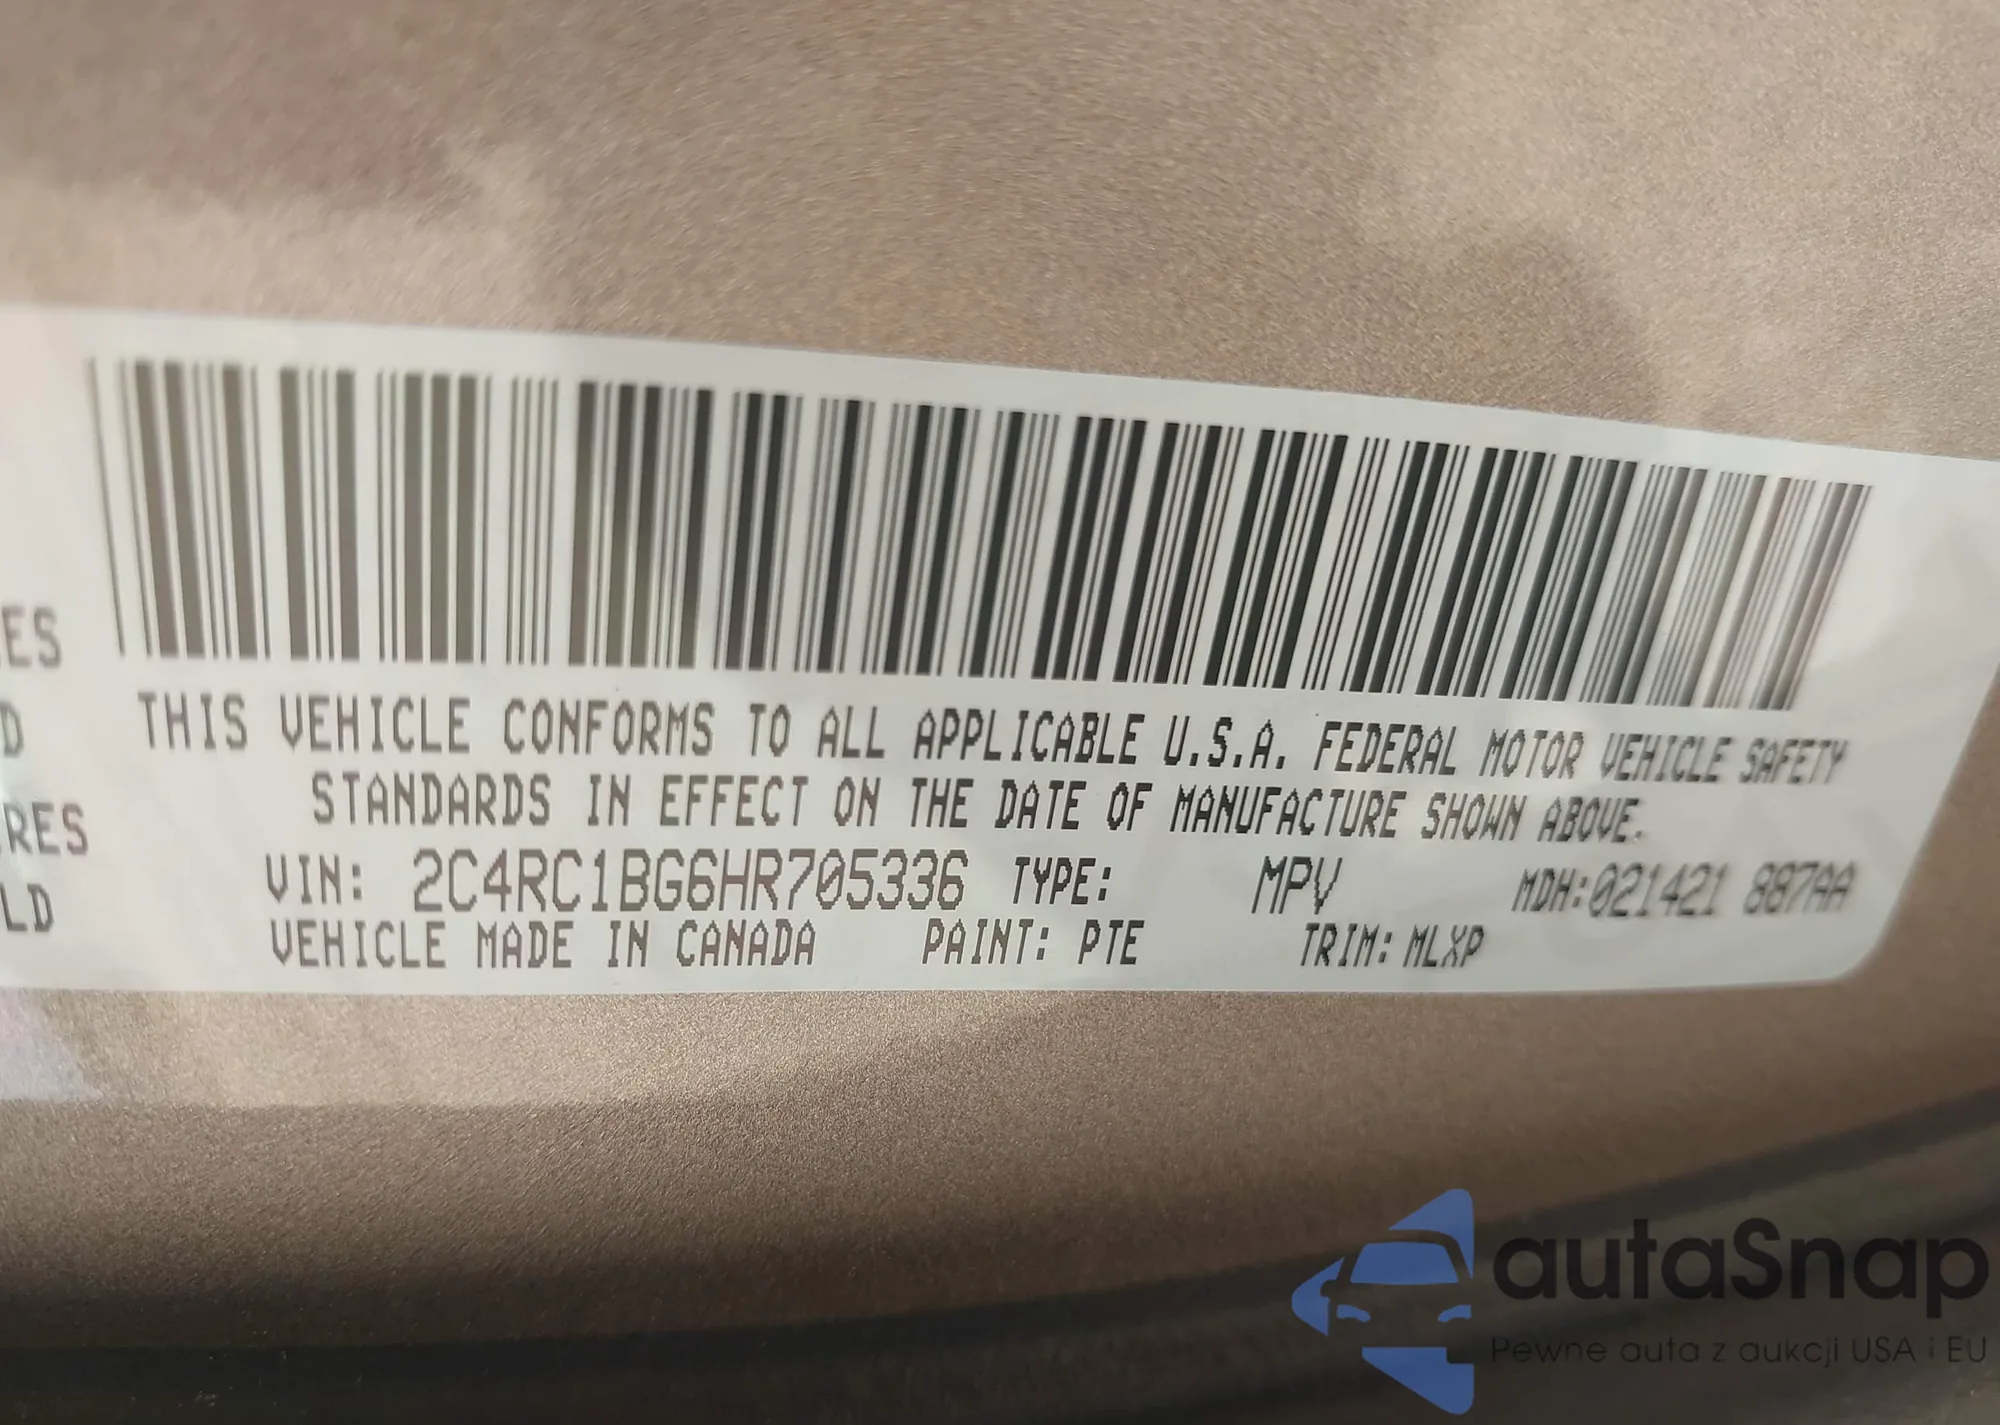 ES
D
RES
LD
THIS VEHICLE CONFORMS TO ALL APPLICABLE U.S.A. FEDERAL MOTOR VEHICLE SAFETY
STANDARDS IN EFFECT ON THE DATE OF MANUFACTURE SHOWN ABOVE.
VIN: 2C4RC1BG6HR705336 TYPE: MPV MDH:021421 887AA
VEHICLE MADE IN CANADA PAINT: PTE TRIM: MLXP
autaSnap
Pewne auta z aukcji USA i EU